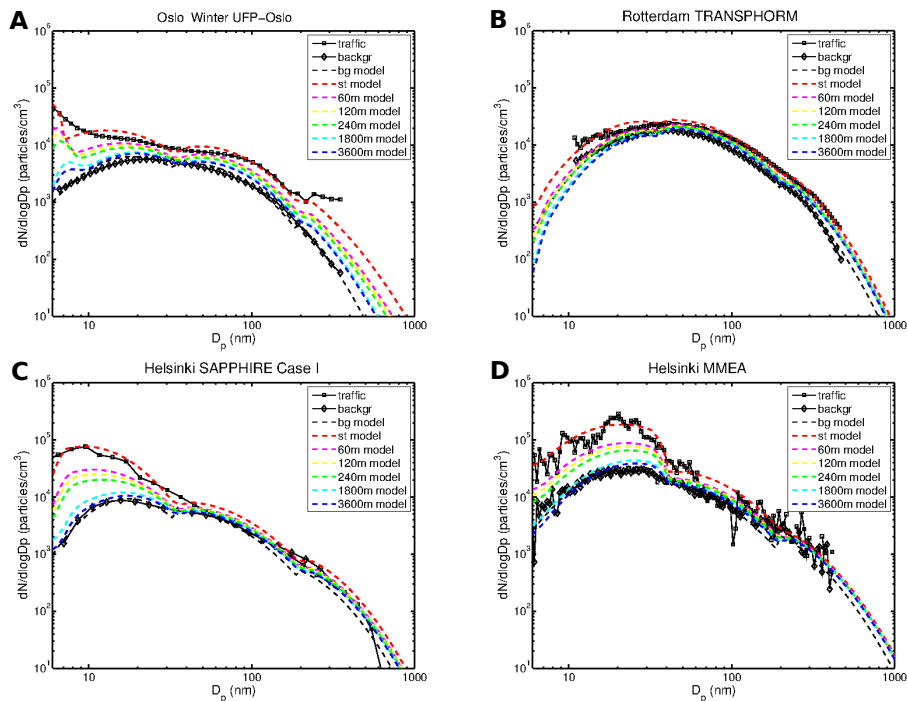 A
Oslo Winter UFP-Oslo
dN/dlogDp (particles/cm³)
10⁶
10⁵
10⁴
10³
10²
10¹
10
100
1000
D_p (nm)
traffic
backgr
bg model
st model
60m model
120m model
240m model
1800m model
3600m model
B
Rotterdam TRANSPHORM
dN/dlogDp (particles/cm³)
10⁶
10⁵
10⁴
10³
10²
10¹
10
100
1000
D_p (nm)
traffic
backgr
bg model
st model
60m model
120m model
240m model
1800m model
3600m model
C
Helsinki SAPPHIRE Case I
dN/dlogDp (particles/cm³)
10⁶
10⁵
10⁴
10³
10²
10¹
10
100
1000
D_p (nm)
traffic
backgr
bg model
st model
60m model
120m model
240m model
1800m model
3600m model
D
Helsinki MMEA
dN/dlogDp (particles/cm³)
10⁶
10⁵
10⁴
10³
10²
10¹
10
100
1000
D_p (nm)
traffic
backgr
bg model
st model
60m model
120m model
240m model
1800m model
3600m model